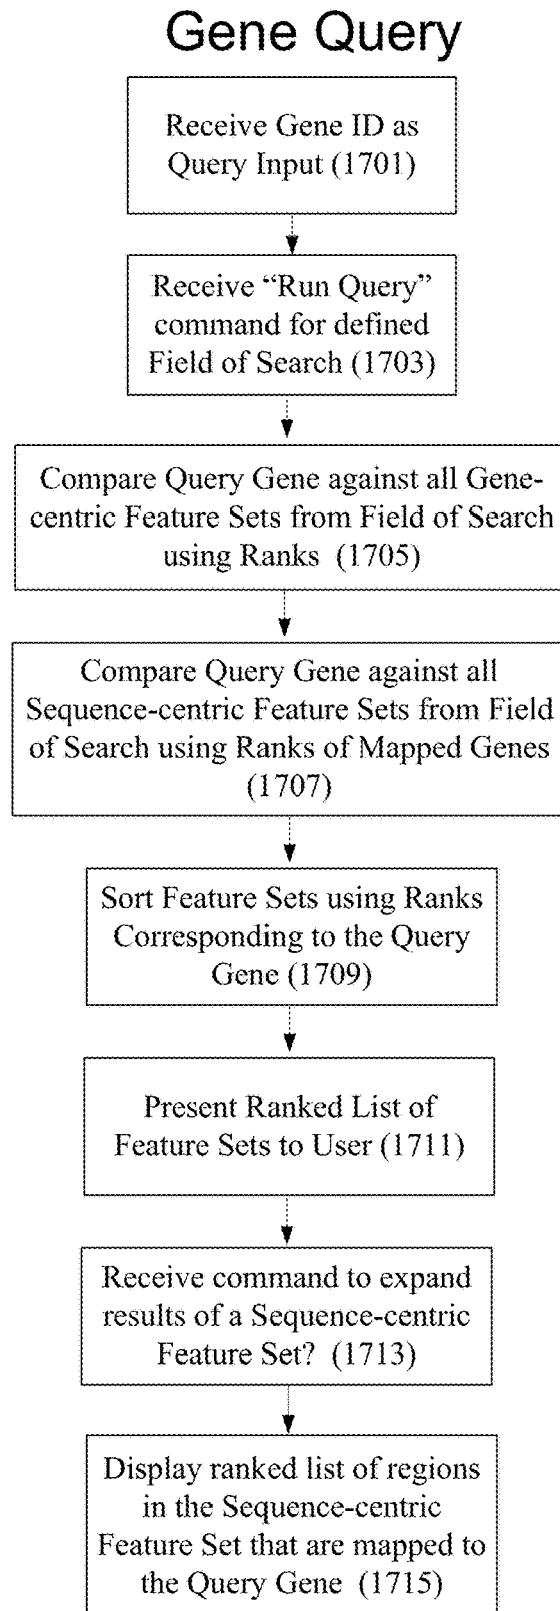 Gene Query
Receive Gene ID as
Query Input (1701)
Receive “Run Query”
command for defined
Field of Search (1703)
Compare Query Gene against all Gene-
centric Feature Sets from Field of Search
using Ranks (1705)
Compare Query Gene against all
Sequence-centric Feature Sets from Field
of Search using Ranks of Mapped Genes
(1707)
Sort Feature Sets using Ranks
Corresponding to the Query
Gene (1709)
Present Ranked List of
Feature Sets to User (1711)
Receive command to expand
results of a Sequence-centric
Feature Set? (1713)
Display ranked list of regions
in the Sequence-centric
Feature Set that are mapped to
the Query Gene (1715)